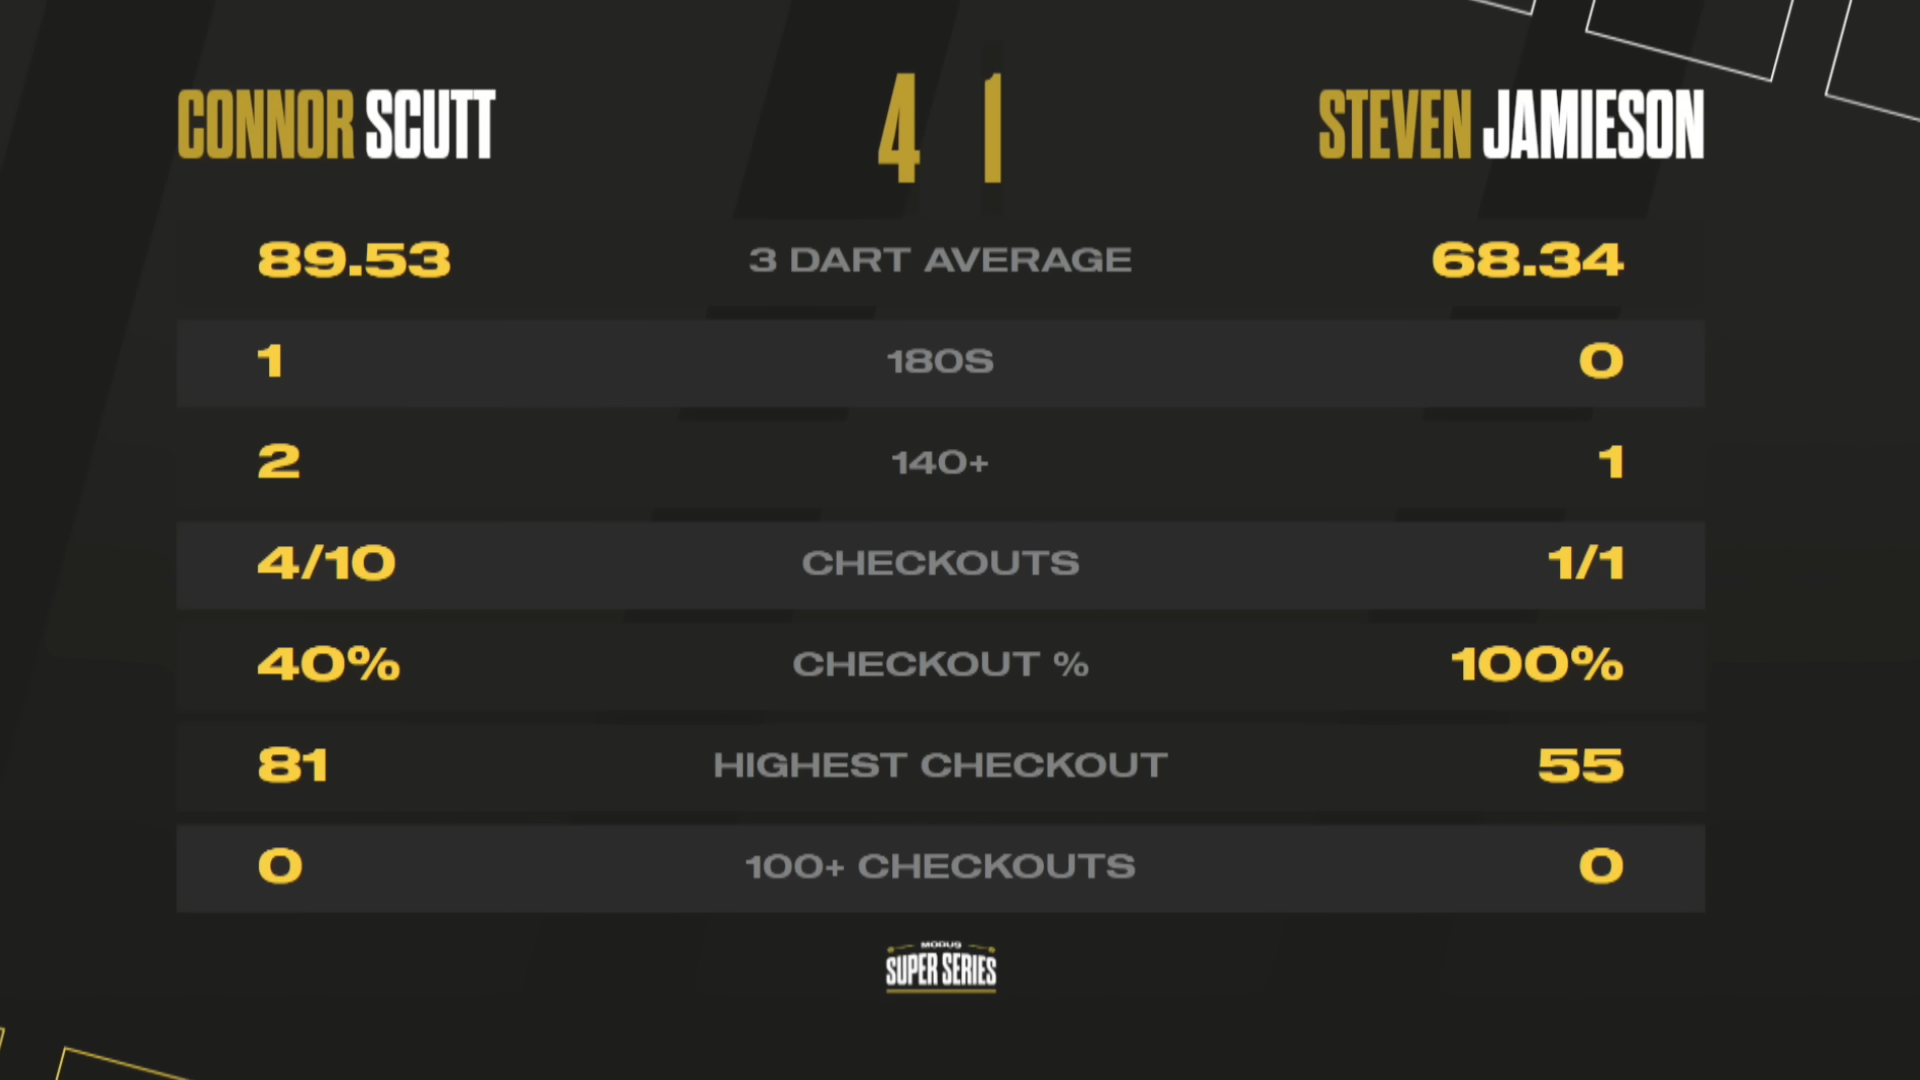 CONNOR SCUTT 4 1 STEVEN JAMIESON
89.53 3 DART AVERAGE 68.34
1 180S 0
2 140+ 1
4/10 CHECKOUTS 1/1
40% CHECKOUT % 100%
81 HIGHEST CHECKOUT 55
0 100+ CHECKOUTS 0
MODUS
SUPER SERIES